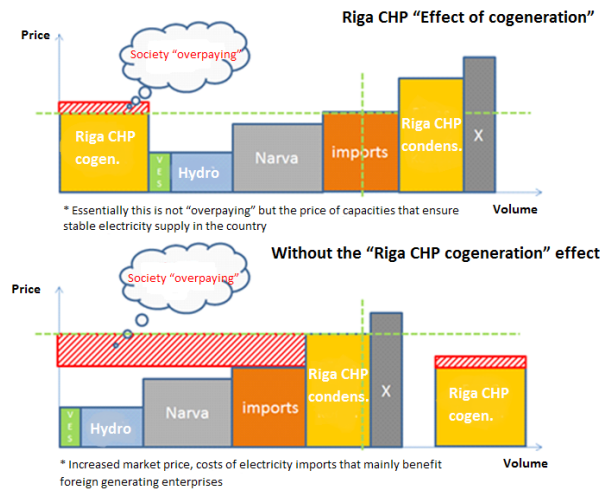 Riga CHP “Effect of cogeneration”
Price
Society “overpaying”
Riga CHP
cogen.
VES
Hydro
Narva
imports
Riga CHP
condens.
X
* Essentially this is not “overpaying” but the price of capacities that ensure
stable electricity supply in the country
Volume
Without the “Riga CHP cogeneration” effect
Society “overpaying”
Price
VES
Hydro
Narva
imports
Riga CHP
condens.
X
Riga CHP
cogen.
* Increased market price, costs of electricity imports that mainly benefit
foreign generating enterprises
Volume